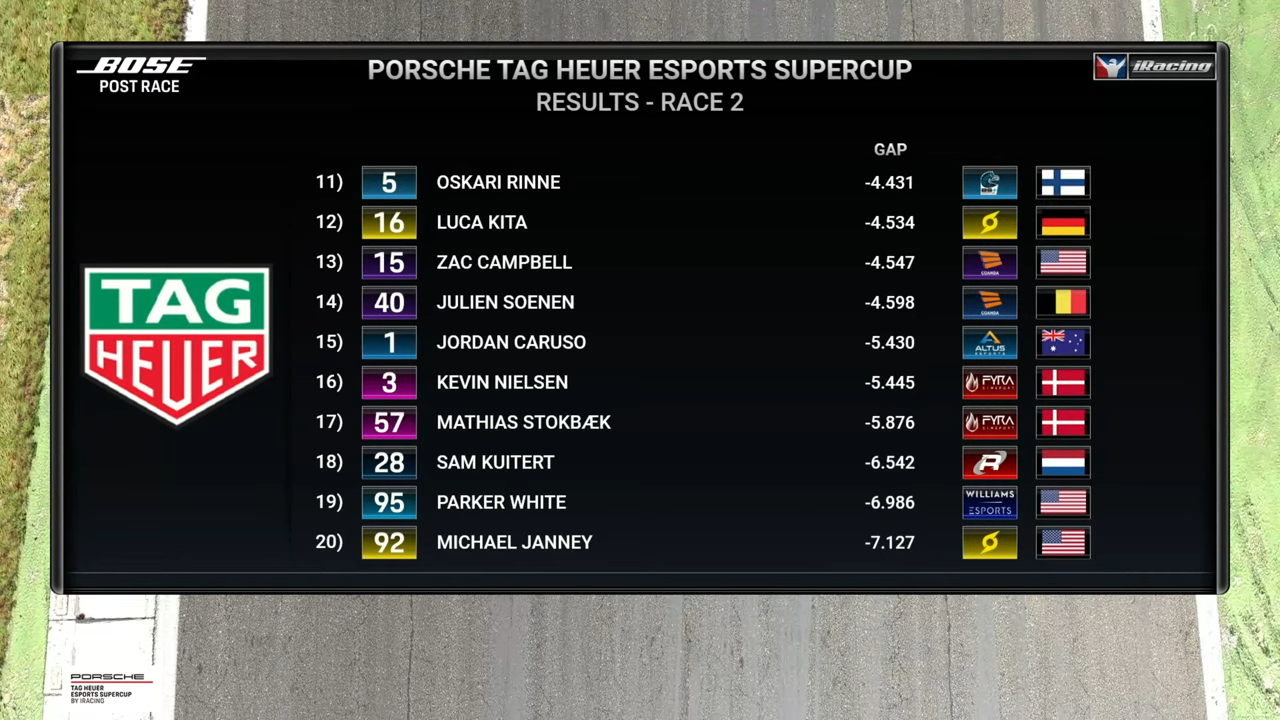 BOSE
POST RACE
PORSCHE TAG HEUER ESPORTS SUPERCUP
RESULTS - RACE 2
iRacing
GAP
11) 5 OSKARI RINNE -4.431
12) 16 LUCA KITA -4.534
13) 15 ZAC CAMPBELL -4.547 COANDA
14) 40 JULIEN SOENEN -4.598 COANDA
15) 1 JORDAN CARUSO -5.430 ALTUS ESPORTS
16) 3 KEVIN NIELSEN -5.445 FYRA SIMSPORT
17) 57 MATHIAS STOKBÆK -5.876 FYRA SIMSPORT
18) 28 SAM KUITERT -6.542 R
19) 95 PARKER WHITE -6.986 WILLIAMS ESPORTS
20) 92 MICHAEL JANNEY -7.127
TAG
HEUER
PORSCHE
TAG HEUER
ESPORTS SUPERCUP
BY IRACING